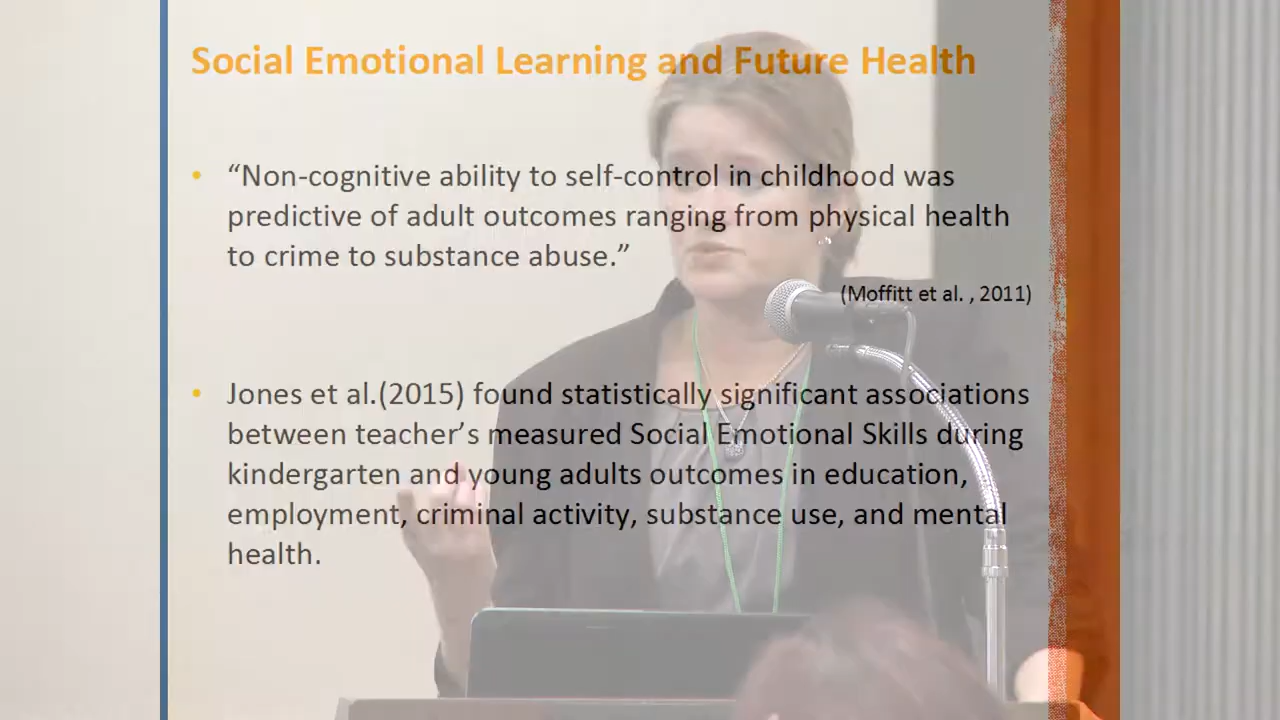 Social Emotional Learning and Future Health
• “Non-cognitive ability to self-control in childhood was
predictive of adult outcomes ranging from physical health
to crime to substance abuse.”
(Moffitt et al. , 2011)
• Jones et al.(2015) found statistically significant associations
between teacher’s measured Social Emotional Skills during
kindergarten and young adults outcomes in education,
employment, criminal activity, substance use, and mental
health.